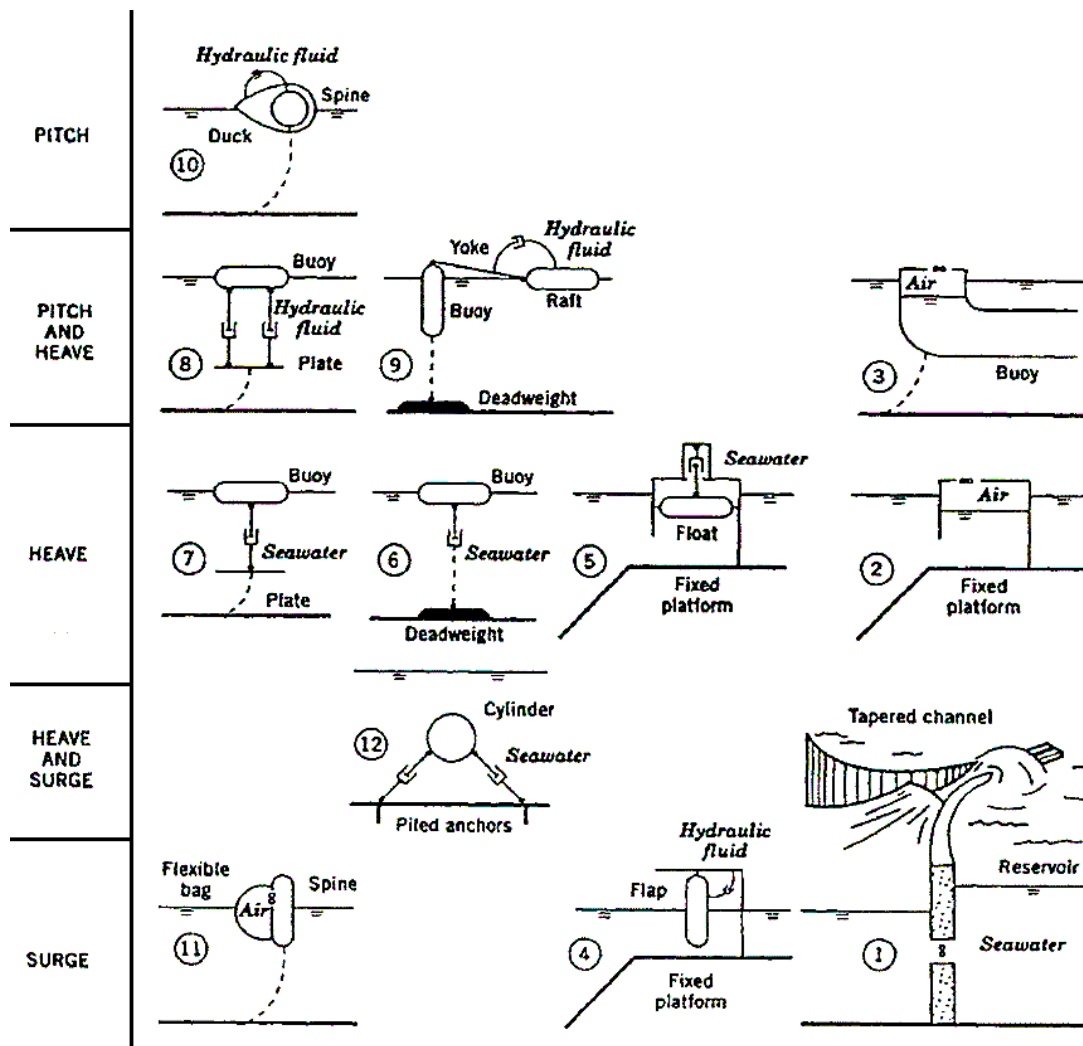 PITCH
Hydraulic fluid
Spine
Duck
10
PITCH
AND
HEAVE
Buoy
Hydraulic
fluid
Plate
8
Yoke
Hydraulic
fluid
Buoy
Raft
9
Deadweight
Air
3
Buoy
HEAVE
Buoy
7
Seawater
Plate
Buoy
6
Seawater
Deadweight
Seawater
Float
5
Fixed
platform
Air
2
Fixed
platform
HEAVE
AND
SURGE
12
Cylinder
Seawater
Piled anchors
Tapered channel
Reservoir
Seawater
1
SURGE
Flexible
bag
Air
Spine
11
Hydraulic
fluid
Flap
4
Fixed
platform